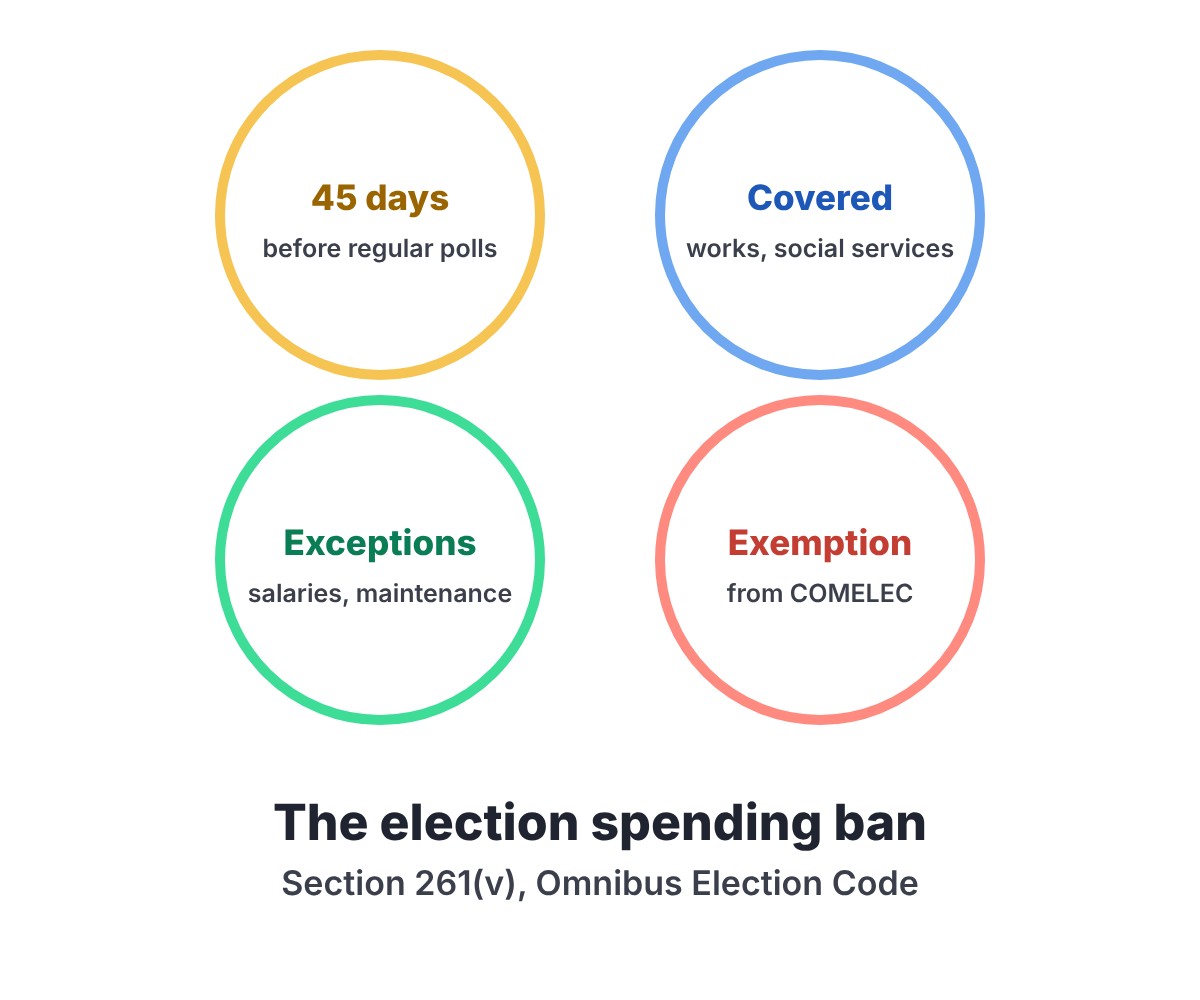 45 days
before regular polls
Covered
works, social services
Exceptions
salaries, maintenance
Exemption
from COMELEC
The election spending ban
Section 261(v), Omnibus Election Code